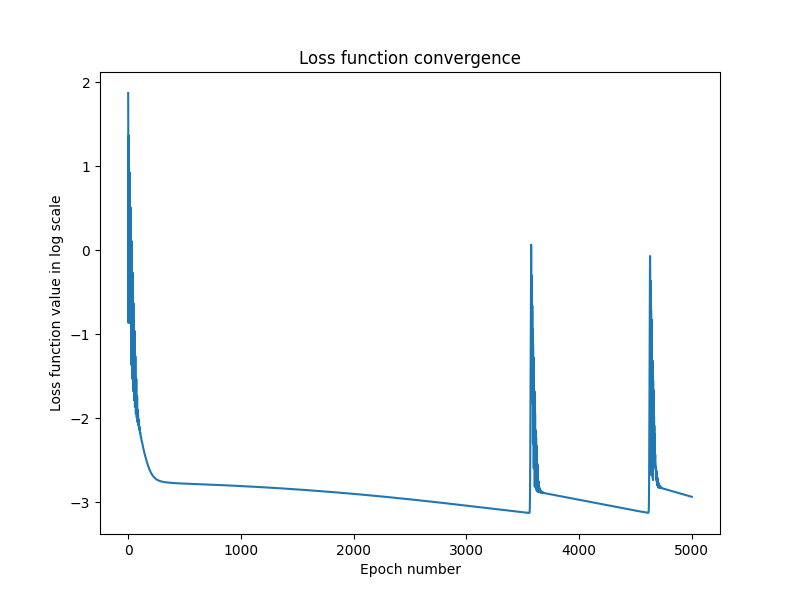 Loss function convergence
Loss function value in log scale
2
1
0
−1
−2
−3
0 1000 2000 3000 4000 5000
Epoch number